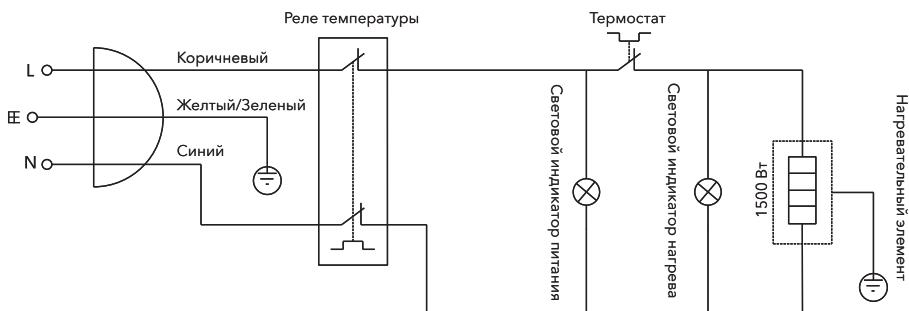 Реле температуры
Термостат
L
Коричневый
Желтый/Зеленый
N
Синий
Световой индикатор питания
Световой индикатор нагрева
1500 Вт
Нагревательный элемент